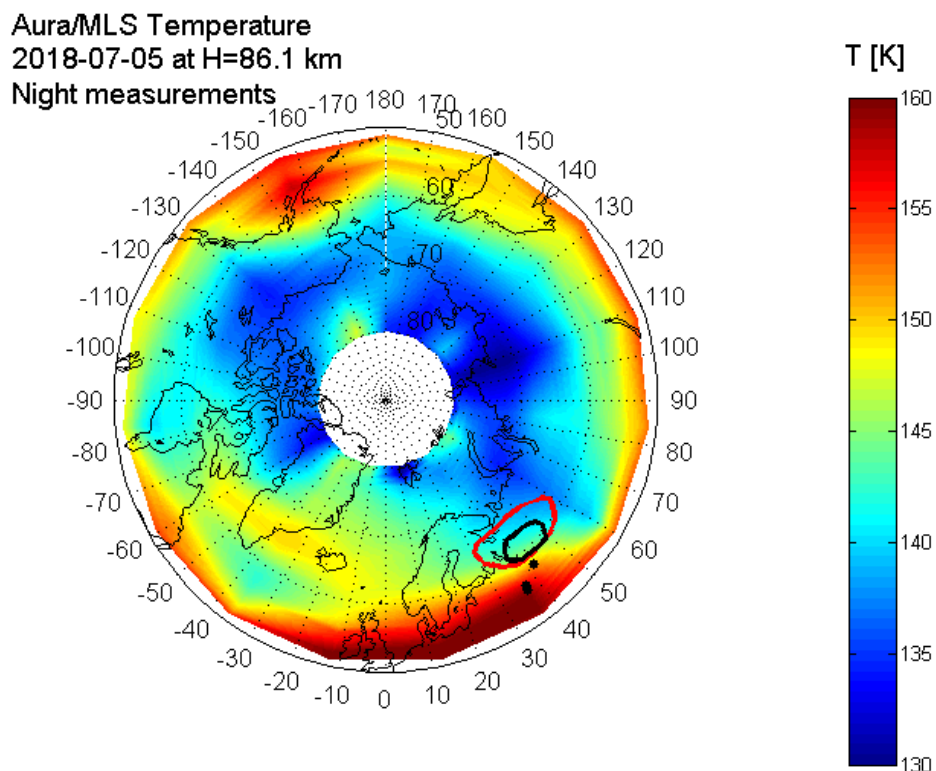 Aura/MLS Temperature
2018-07-05 at H=86.1 km
Night measurements
T [K]
-170 180 170
-160 50 160
-150 150
-140 140
-130 60 130
-120 70 120
-110 110
-100 80 100
-90 90
-80 80
-70 70
-60 60
-50 50
-40 40
-30 30
-20 20
-10 10
0
160
155
150
145
140
135
130